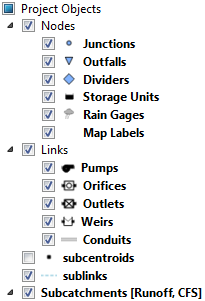 Project Objects
Nodes
Junctions
Outfalls
Dividers
Storage Units
Rain Gages
Map Labels
Links
Pumps
Orifices
Outlets
Weirs
Conduits
subcentroids
sublinks
Subcatchments [Runoff, CFS]